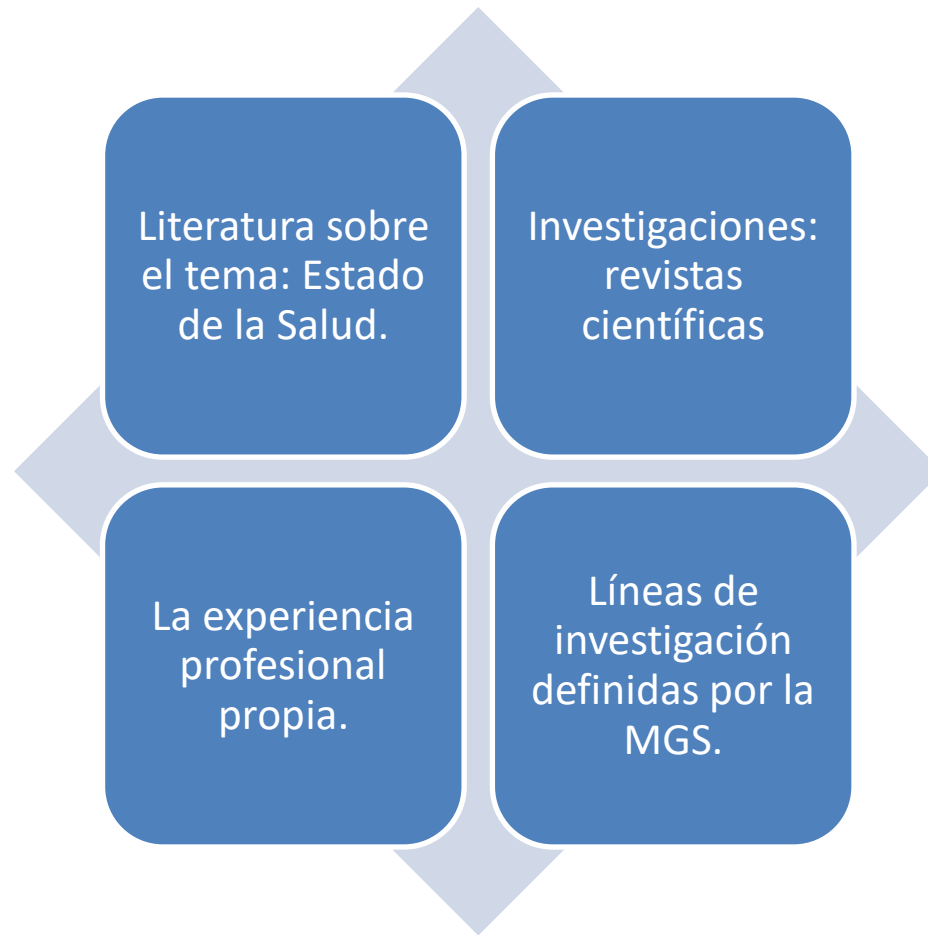 Literatura sobre
el tema: Estado
de la Salud.
Investigaciones:
revistas
científicas
La experiencia
profesional
propia.
Líneas de
investigación
definidas por la
MGS.